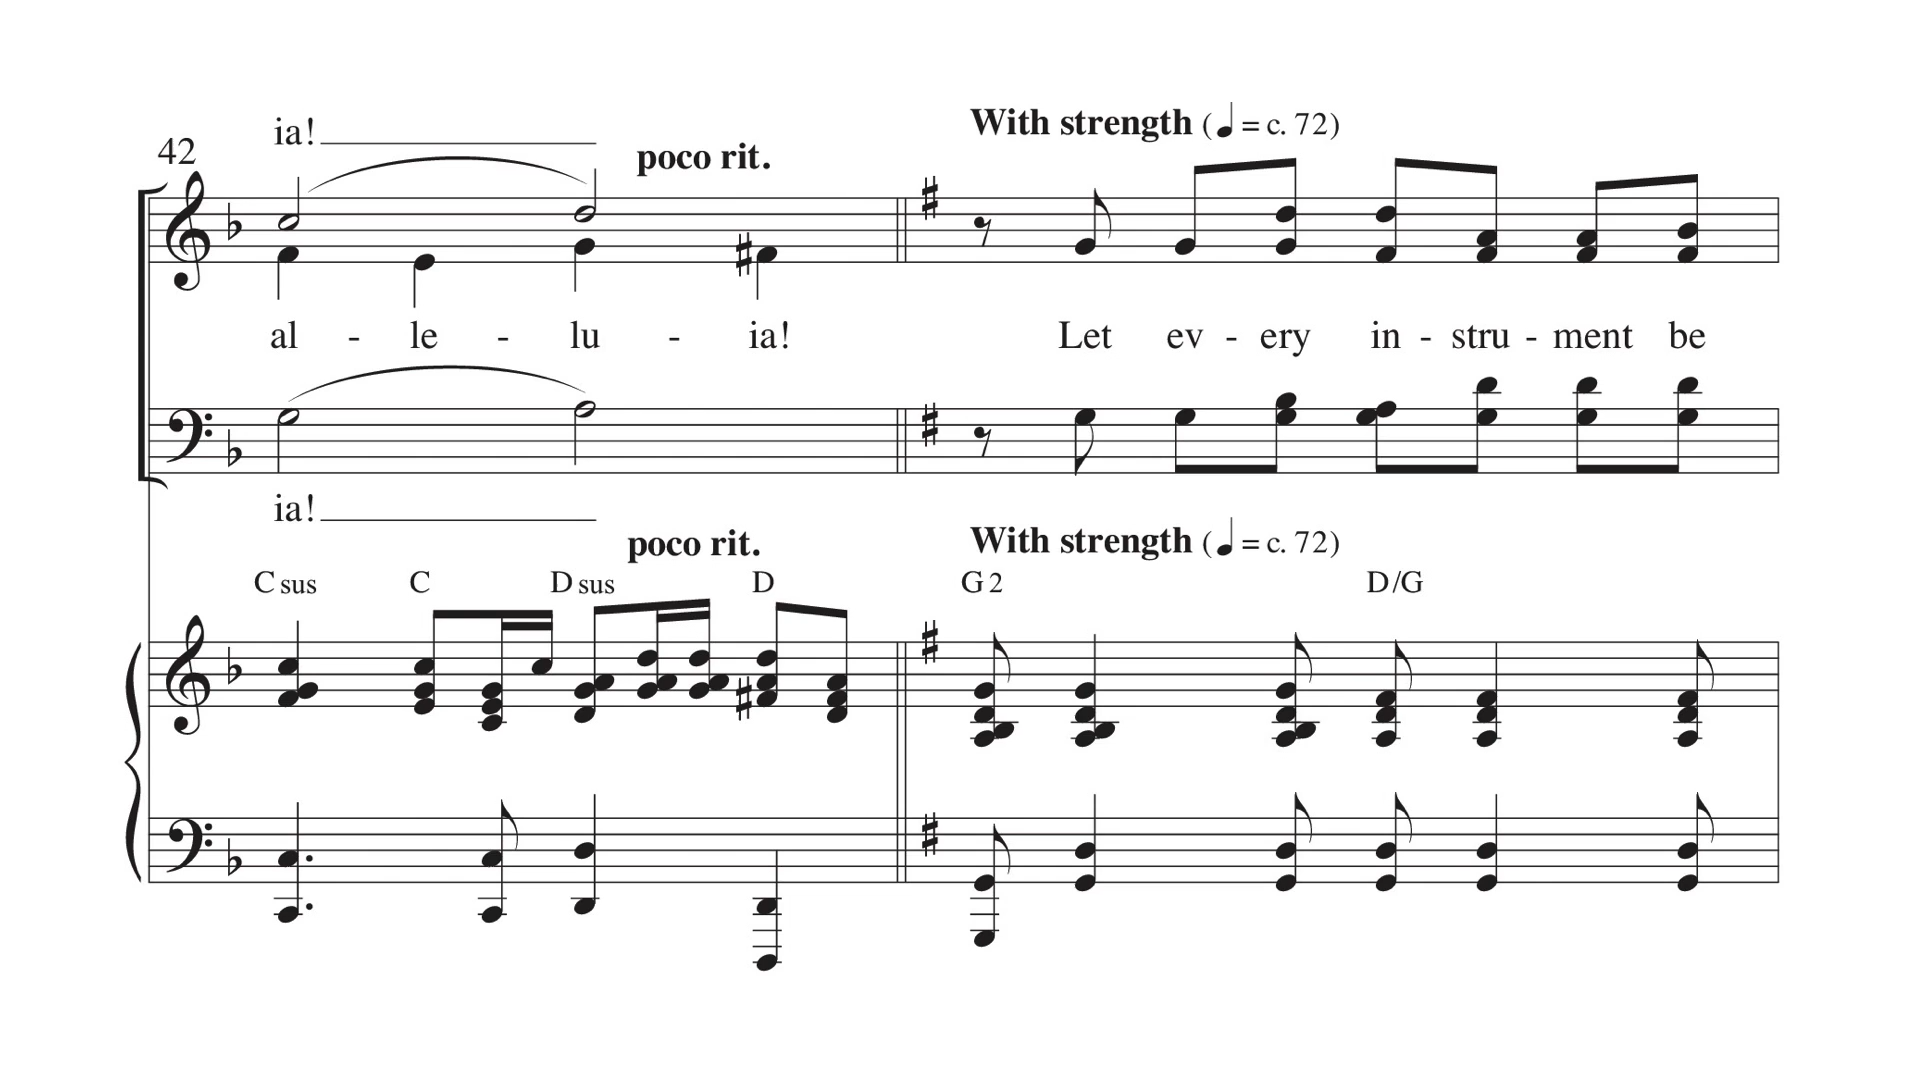 ia!
42 poco rit. With strength (♩ = c. 72)
al - le - lu - ia! Let ev - ery in - stru - ment be
ia!
poco rit. With strength (♩ = c. 72)
C sus C D sus D G 2 D/G